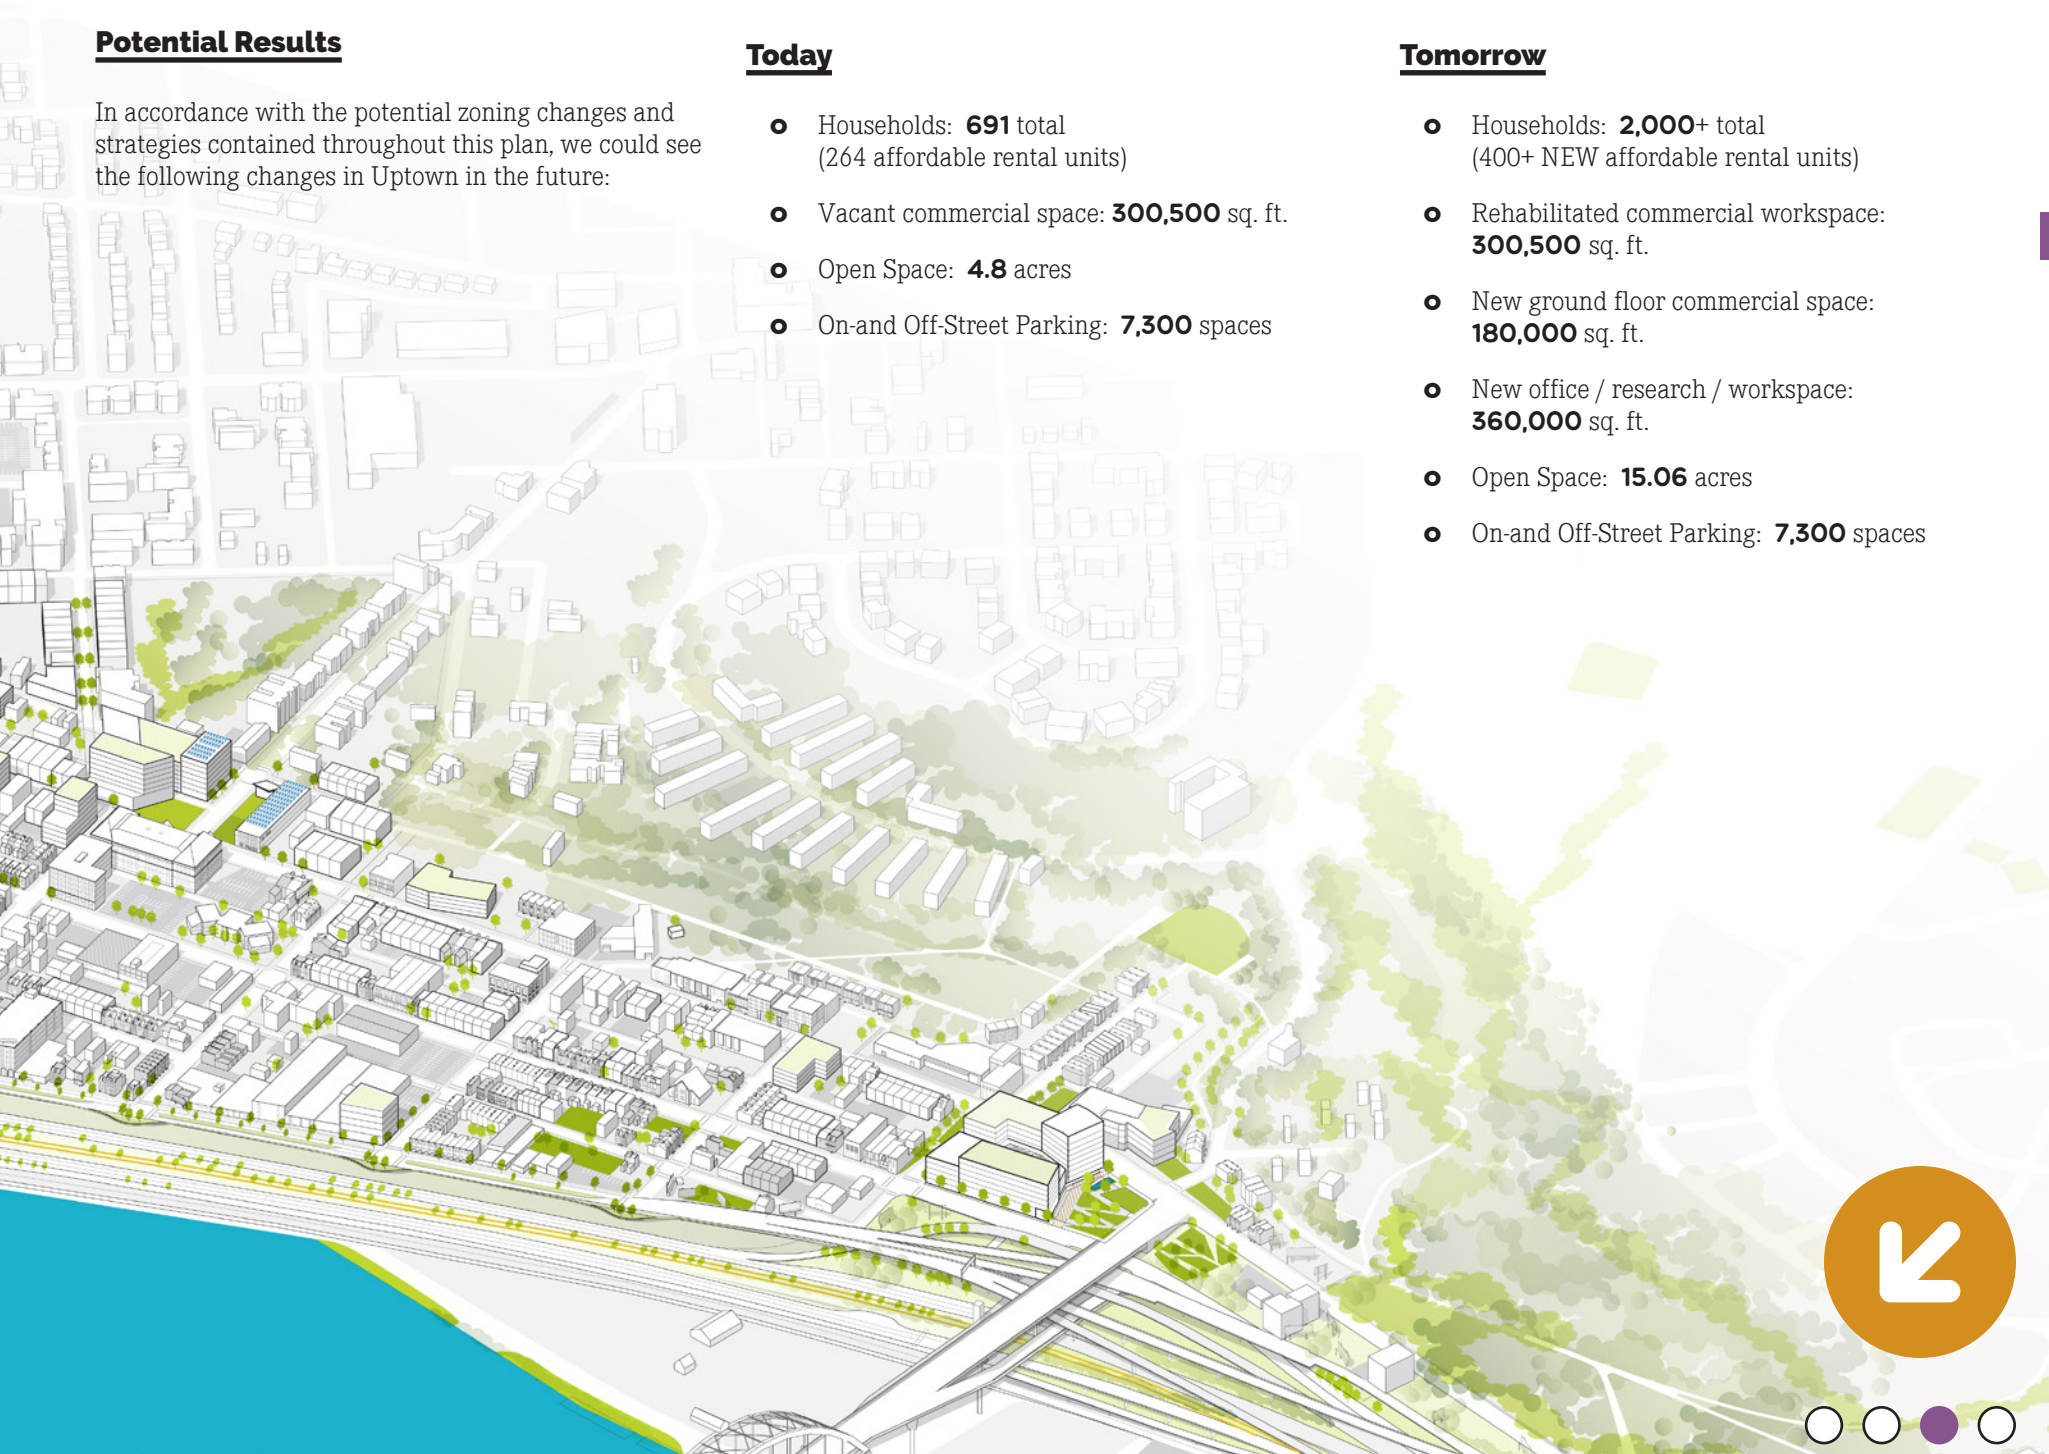 Potential Results
In accordance with the potential zoning changes and
strategies contained throughout this plan, we could see
the following changes in Uptown in the future:
Today
Households: 691 total
(264 affordable rental units)
Vacant commercial space: 300,500 sq. ft.
Open Space: 4.8 acres
On-and Off-Street Parking: 7,300 spaces
Tomorrow
Households: 2,000+ total
(400+ NEW affordable rental units)
Rehabilitated commercial workspace:
300,500 sq. ft.
New ground floor commercial space:
180,000 sq. ft.
New office / research / workspace:
360,000 sq. ft.
Open Space: 15.06 acres
On-and Off-Street Parking: 7,300 spaces